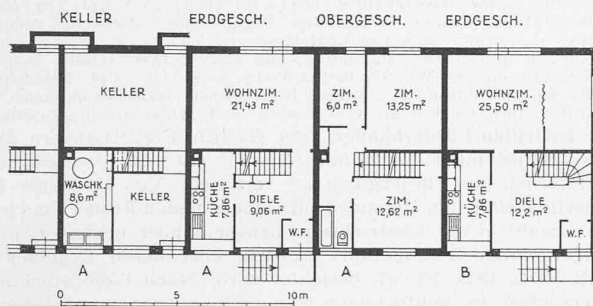 KELLER ERDGESCH. OBERGESCH. ERDGESCH.
KELLER
WOHNZIM.
21,43 m²
ZIM.
6,0 m²
ZIM.
13,25 m²
WOHNZIM.
25,50 m²
WASCHK.
8,6 m²
KELLER
KÜCHE
7,86 m²
DIELE
9,06 m²
W.F.
ZIM.
12,62 m²
KÜCHE
7,86 m²
DIELE
12,2 m²
W.F.
A A A B
0 5 10 m